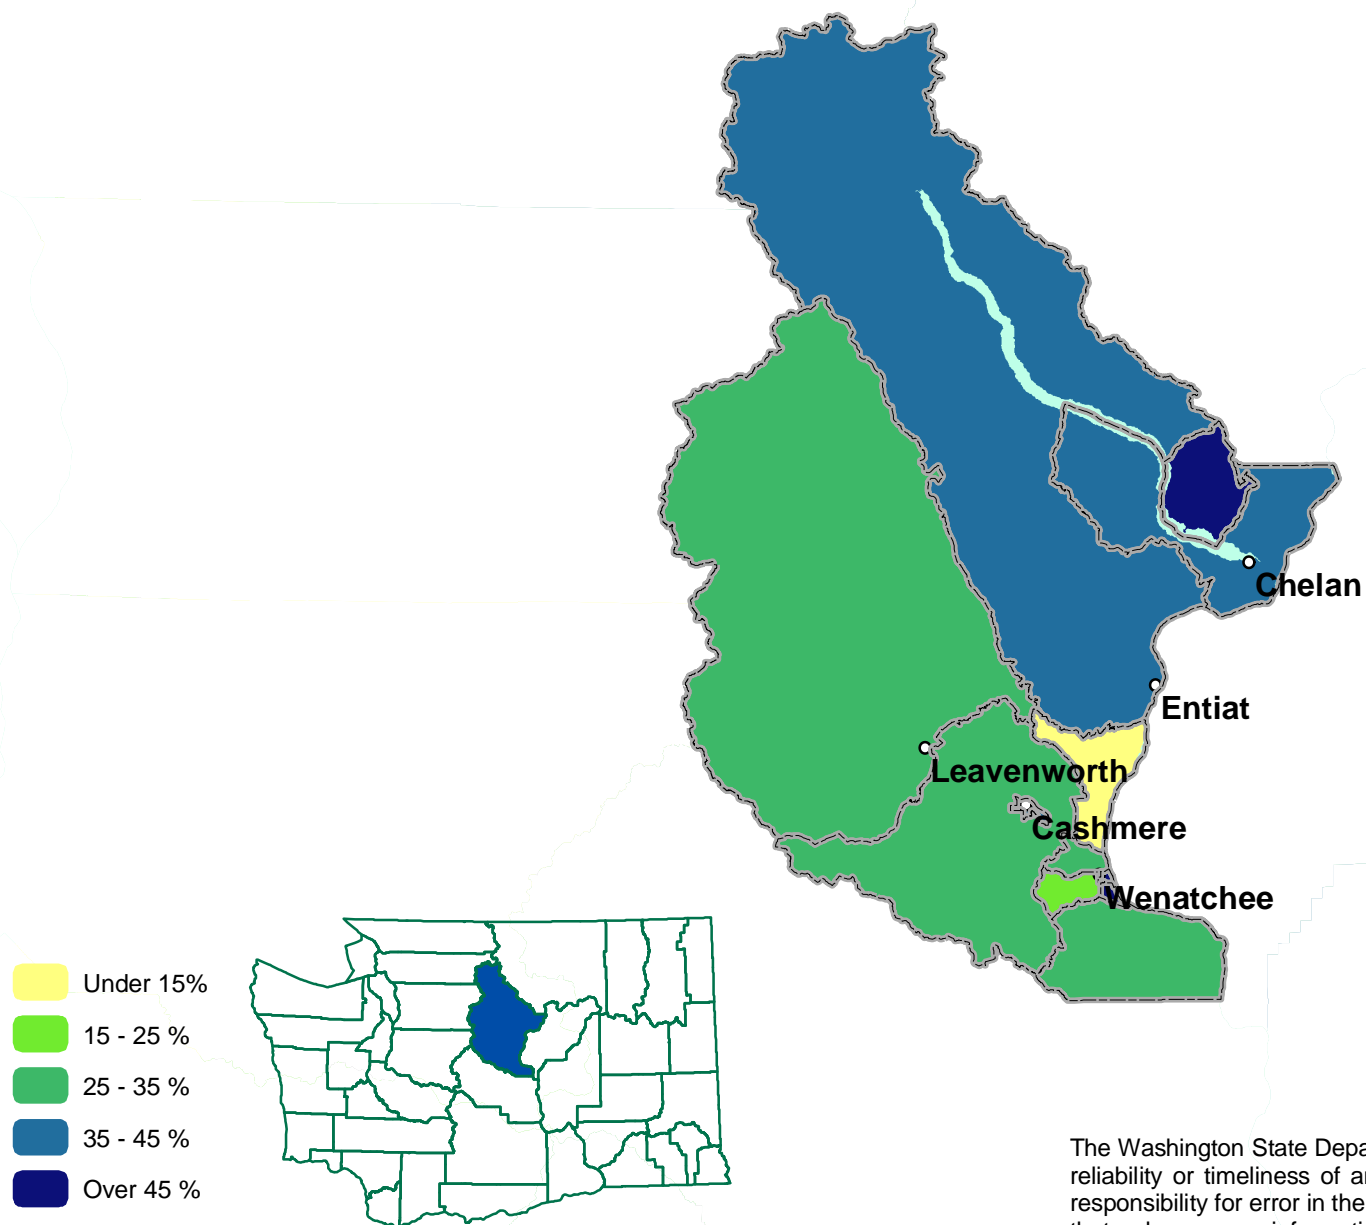 Chelan
Entiat
Leavenworth
Cashmere
Wenatchee
Under 15%
15 - 25 %
25 - 35 %
35 - 45 %
Over 45 %
The Washington State Depa
reliability or timeliness of a
responsibility for error in the